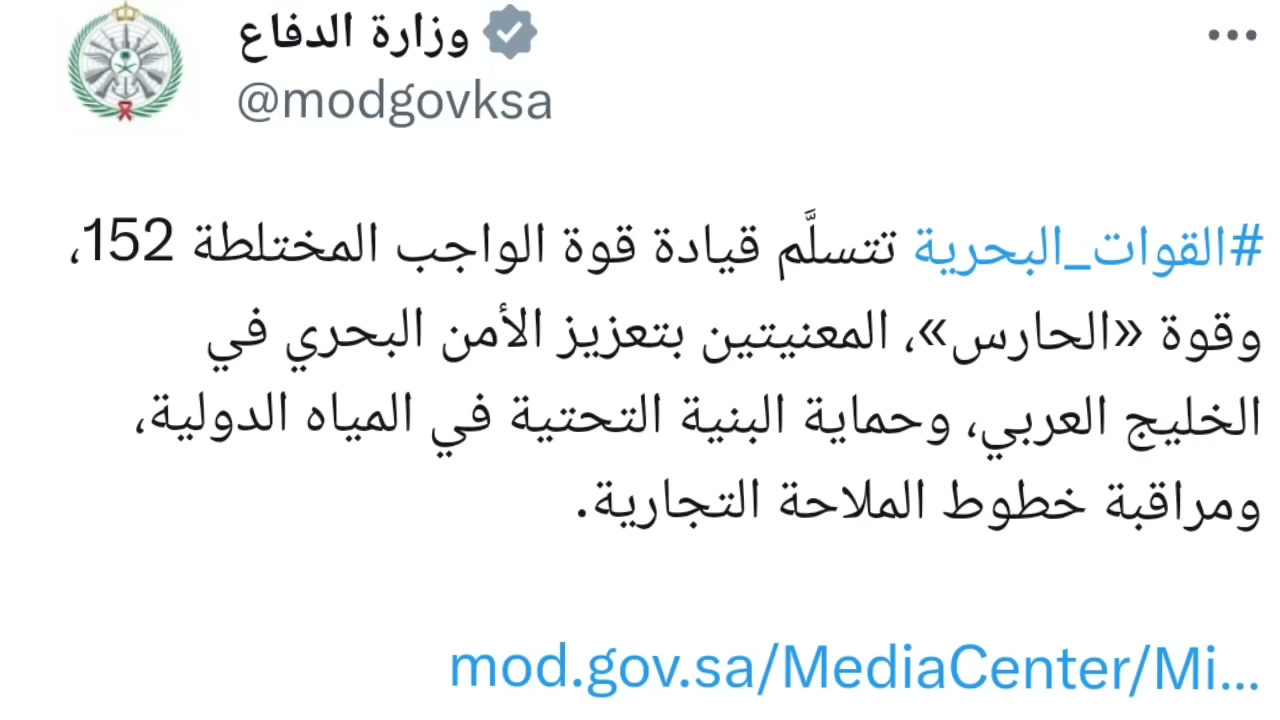 وزارة الدفاع
@modgovksa
#القوات_البحرية تتسلَّم قيادة قوة الواجب المختلطة 152،
وقوة «الحارس»، المعنيتين بتعزيز الأمن البحري في
الخليج العربي، وحماية البنية التحتية في المياه الدولية،
ومراقبة خطوط الملاحة التجارية.
mod.gov.sa/MediaCenter/Mi...